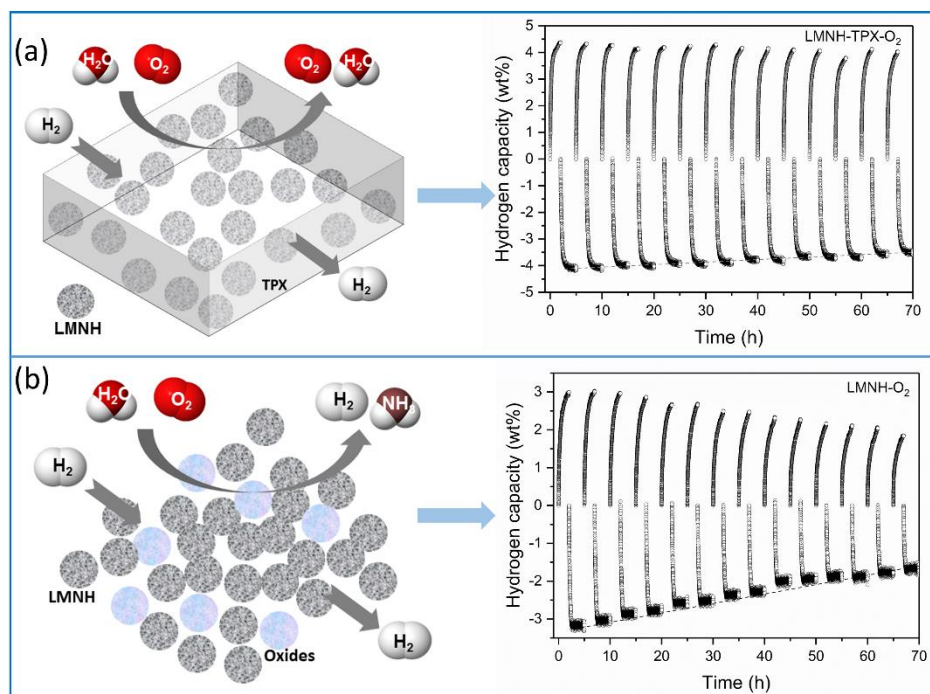 (a)
H₂O
O₂
O₂
H₂O
H₂
TPX
H₂
LMNH
LMNH-TPX-O₂
Hydrogen capacity (wt%)
5
4
3
2
1
0
-1
-2
-3
-4
-5
0 10 20 30 40 50 60 70
Time (h)
(b)
H₂O
O₂
H₂
NH₃
H₂
LMNH
Oxides
H₂
LMNH-O₂
Hydrogen capacity (wt%)
3
2
1
0
-1
-2
-3
0 10 20 30 40 50 60 70
Time (h)